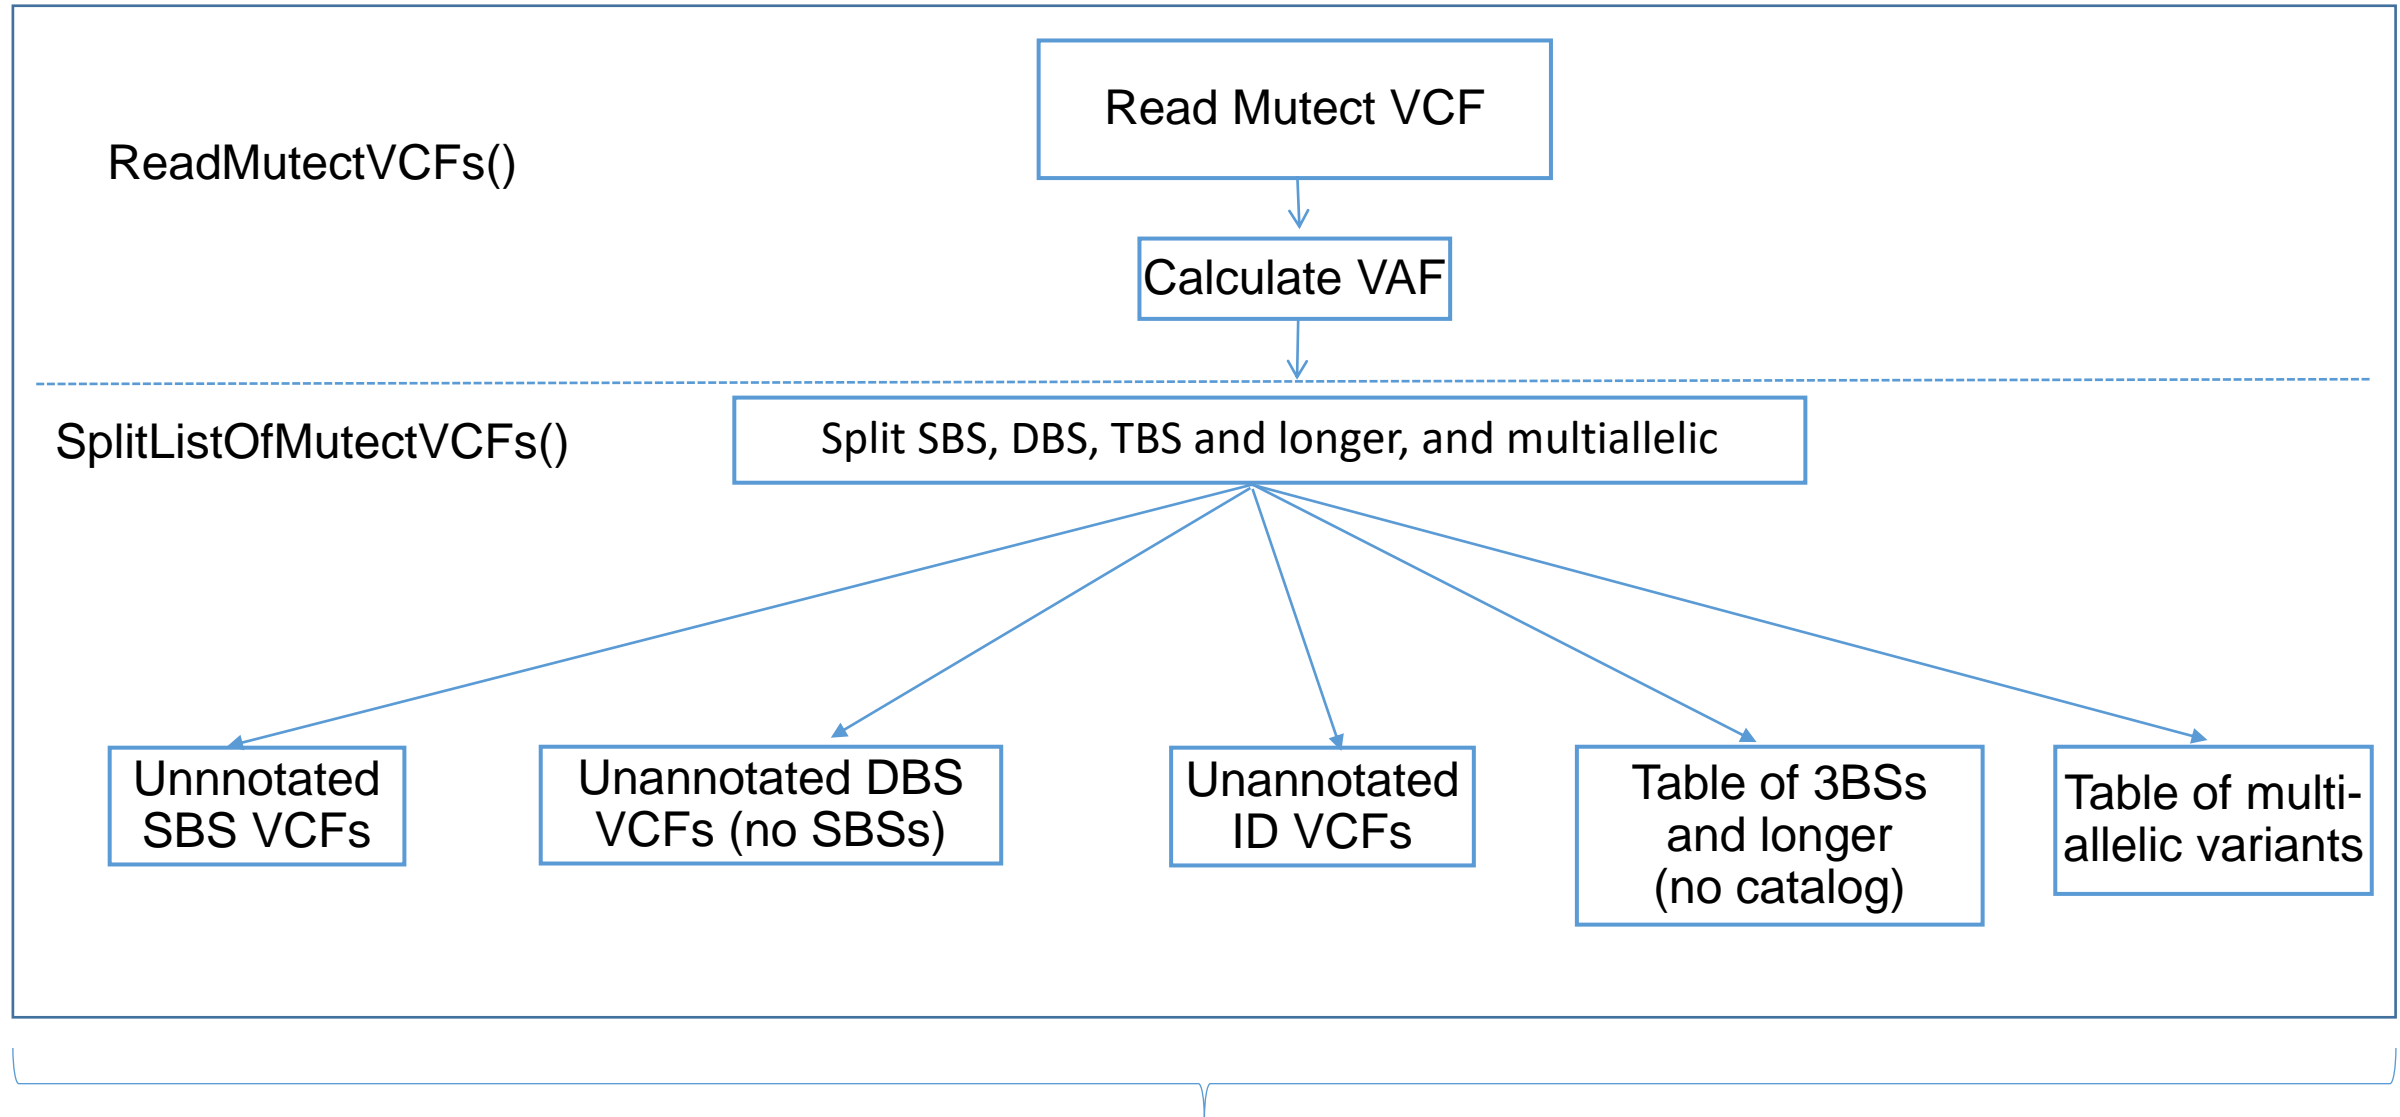 Read Mutect VCF
ReadMutectVCFs()
Calculate VAF
SplitListOfMutectVCFs()
Split SBS, DBS, TBS and longer, and multiallelic
Unnnotated
SBS VCFs
Unannotated DBS
VCFs (no SBSs)
Unannotated
ID VCFs
Table of 3BSs
and longer
(no catalog)
Table of multi-
allelic variants